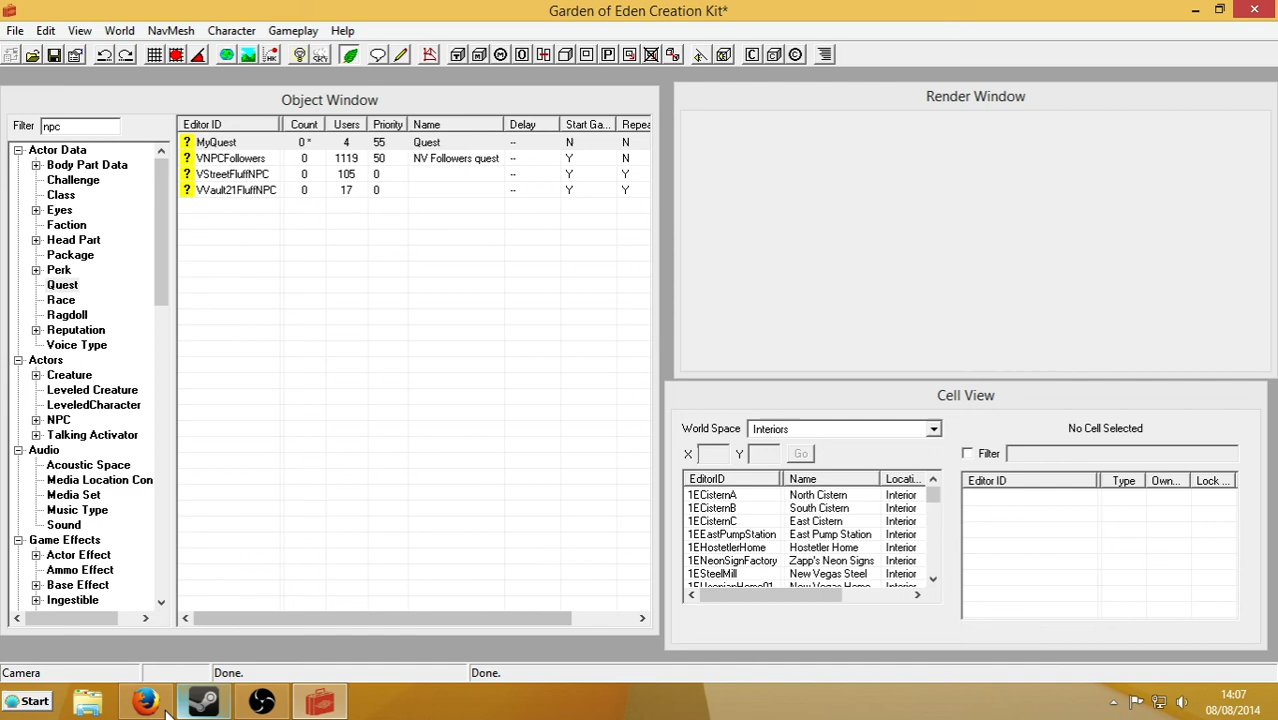 Garden of Eden Creation Kit*
File Edit View World NavMesh Character Gameplay Help
Object Window
Filter npc
Actor Data
Body Part Data
Challenge
Class
Eyes
Faction
Head Part
Package
Perk
Quest
Race
Ragdoll
Reputation
Voice Type
Actors
Creature
Leveled Creature
LeveledCharacter
NPC
Talking Activator
Audio
Acoustic Space
Media Location Con
Media Set
Music Type
Sound
Game Effects
Actor Effect
Ammo Effect
Base Effect
Ingestible
Editor ID Count Users Priority Name Delay Start Ga... Repea
? MyQuest 0 * 4 55 Quest -- N N
? VNPCFollowers 0 1119 50 NV Followers quest -- Y N
? VStreetFluffNPC 0 105 0 -- Y Y
? VVault21FluffNPC 0 17 0 -- Y Y
Render Window
Cell View
World Space Interiors
X Y Go
EditorID Name Locati...
1ECisternA North Cistern Interior
1ECisternB South Cistern Interior
1ECisternC East Cistern Interior
1EEastPumpStation East Pump Station Interior
1EHostetlerHome Hostetler Home Interior
1ENeonSignFactory Zapp's Neon Signs Interior
1ESteelMill New Vegas Steel Interior
No Cell Selected
Filter
Editor ID Type Own... Lock ...
Camera Done. Done.
Start
14:07
08/08/2014